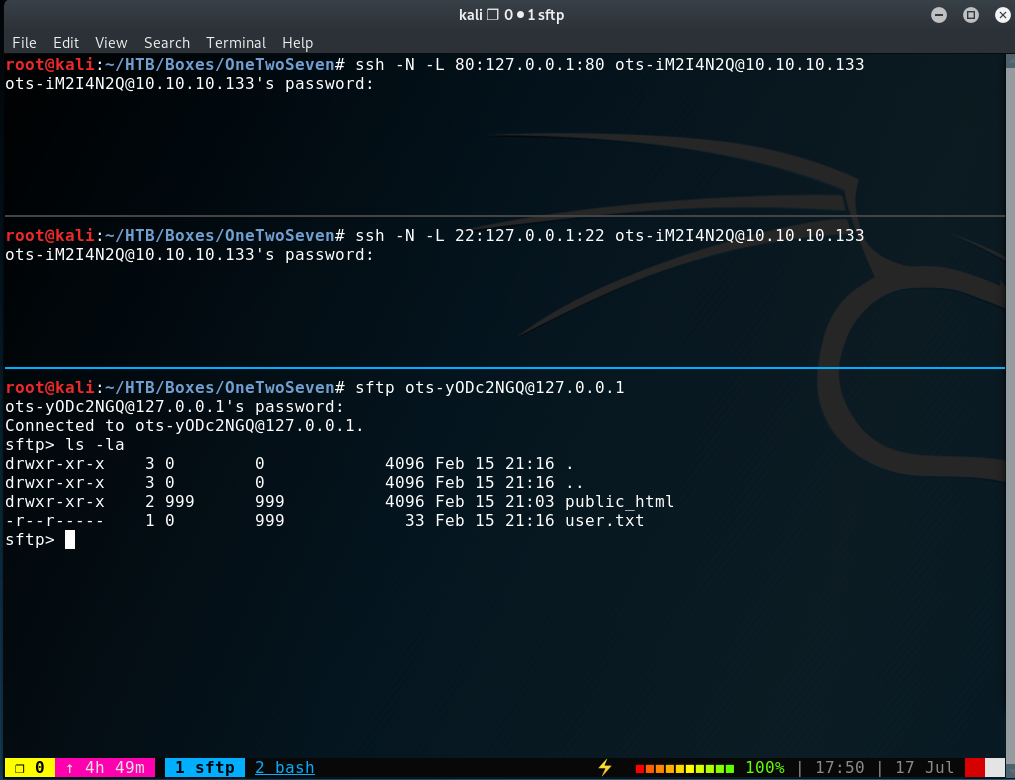 kali ❐ 0 ● 1 sftp
File Edit View Search Terminal Help
root@kali:~/HTB/Boxes/OneTwoSeven# ssh -N -L 80:127.0.0.1:80 ots-iM2I4N2Q@10.10.10.133
ots-iM2I4N2Q@10.10.10.133's password:
root@kali:~/HTB/Boxes/OneTwoSeven# ssh -N -L 22:127.0.0.1:22 ots-iM2I4N2Q@10.10.10.133
ots-iM2I4N2Q@10.10.10.133's password:
root@kali:~/HTB/Boxes/OneTwoSeven# sftp ots-yODc2NGQ@127.0.0.1
ots-yODc2NGQ@127.0.0.1's password:
Connected to ots-yODc2NGQ@127.0.0.1.
sftp> ls -la
drwxr-xr-x    3 0        0            4096 Feb 15 21:16 .
drwxr-xr-x    3 0        0            4096 Feb 15 21:16 ..
drwxr-xr-x    2 999      999          4096 Feb 15 21:03 public_html
-r--r-----    1 0        999            33 Feb 15 21:16 user.txt
sftp>
❐ 0 ↑ 4h 49m 1 sftp 2 bash ⚡ 100% | 17:50 | 17 Jul